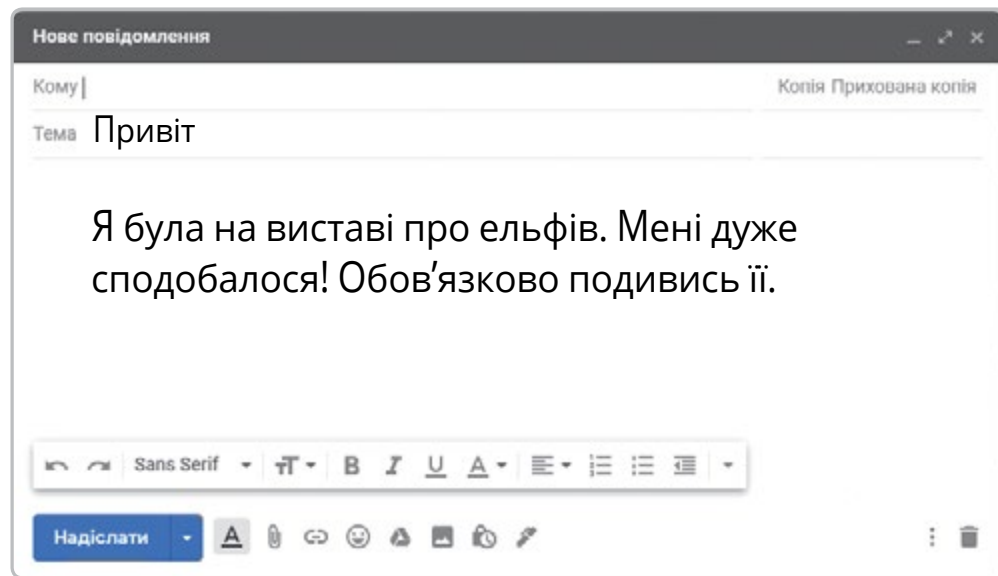 Нове повідомлення
Кому
Копія Прихована копія
Тема Привіт
Я була на виставі про ельфів. Мені дуже
сподобалося! Обов’язково подивись її.
Sans Serif
B I U A
Надіслати A